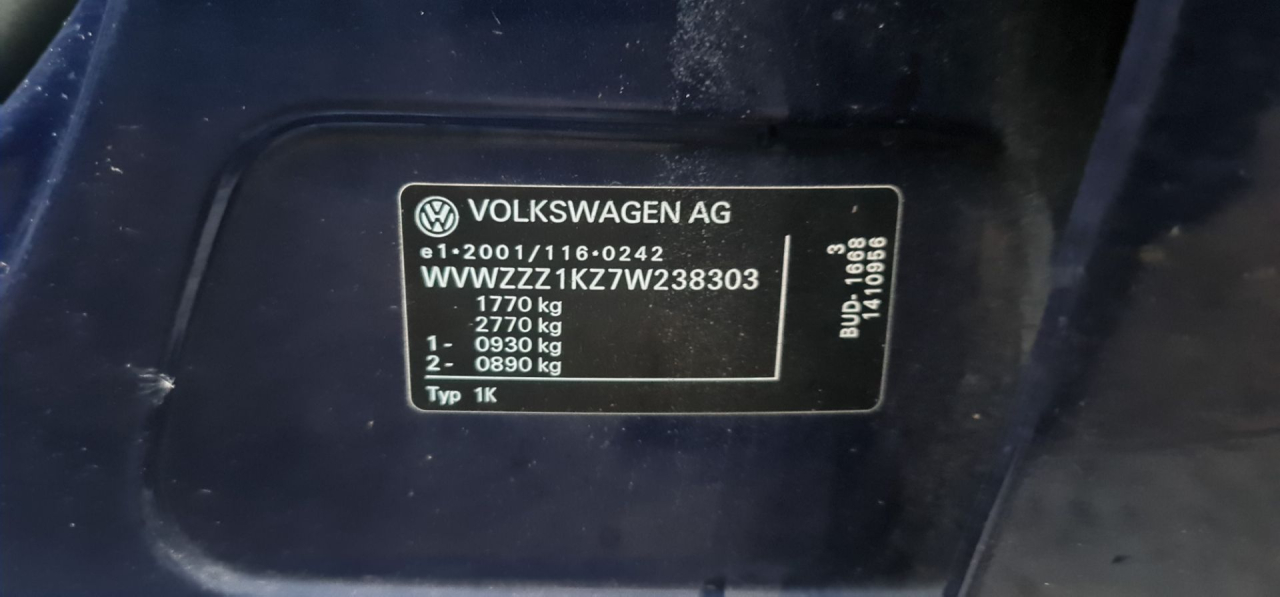 VOLKSWAGEN AG
e1•2001/116•0242
WVWZZZ1KZ7W238303
1770 kg
2770 kg
1- 0930 kg
2- 0890 kg
Typ 1K
3
BUD- 1668
1410956